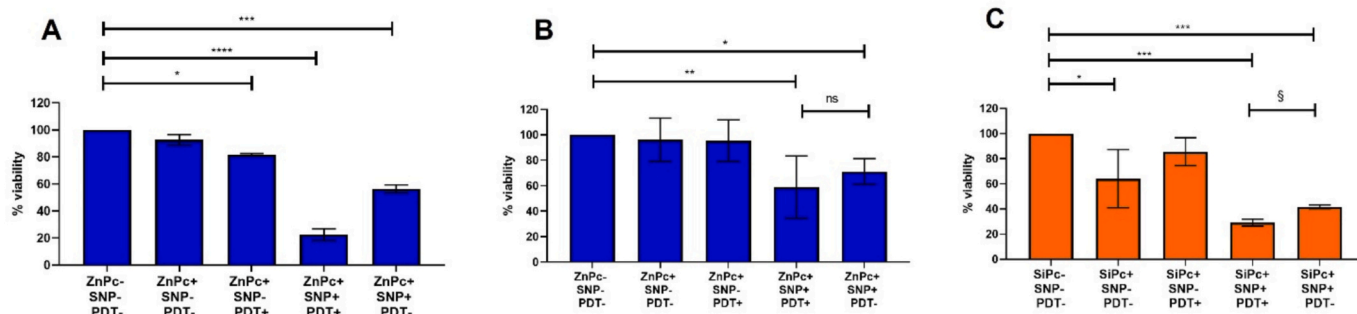 A
***
****
*
% viability
120
100
80
60
40
20
0
ZnPc- ZnPc+ ZnPc+ ZnPc+ ZnPc+
SNP- SNP- SNP- SNP+ SNP+
PDT- PDT- PDT+ PDT+ PDT-
B
*
**
ns
% viability
120
100
80
60
40
20
0
ZnPc- ZnPc+ ZnPc+ ZnPc+ ZnPc+
SNP- SNP- SNP- SNP+ SNP+
PDT- PDT- PDT+ PDT+ PDT-
C
***
***
*
§
% viability
120
100
80
60
40
20
0
SiPc- SiPc+ SiPc+ SiPc+ SiPc+
SNP- SNP- SNP- SNP+ SNP+
PDT- PDT- PDT+ PDT+ PDT-